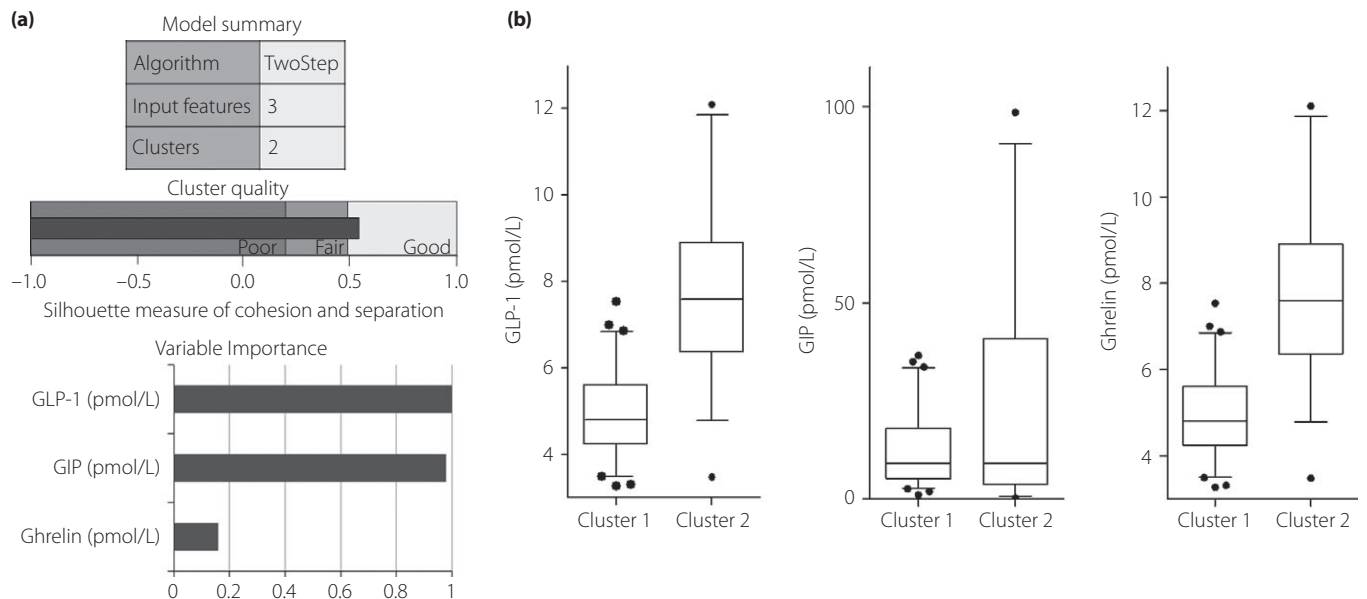 (a)
Model summary
Algorithm TwoStep
Input features 3
Clusters 2
Cluster quality
Poor Fair Good
−1.0 −0.5 0.0 0.5 1.0
Silhouette measure of cohesion and separation
Variable Importance
GLP-1 (pmol/L)
GIP (pmol/L)
Ghrelin (pmol/L)
0 0.2 0.4 0.6 0.8 1
(b)
GLP-1 (pmol/L)
12
10
8
6
4
Cluster 1 Cluster 2
GIP (pmol/L)
100
50
0
Cluster 1 Cluster 2
Ghrelin (pmol/L)
12
10
8
6
4
Cluster 1 Cluster 2